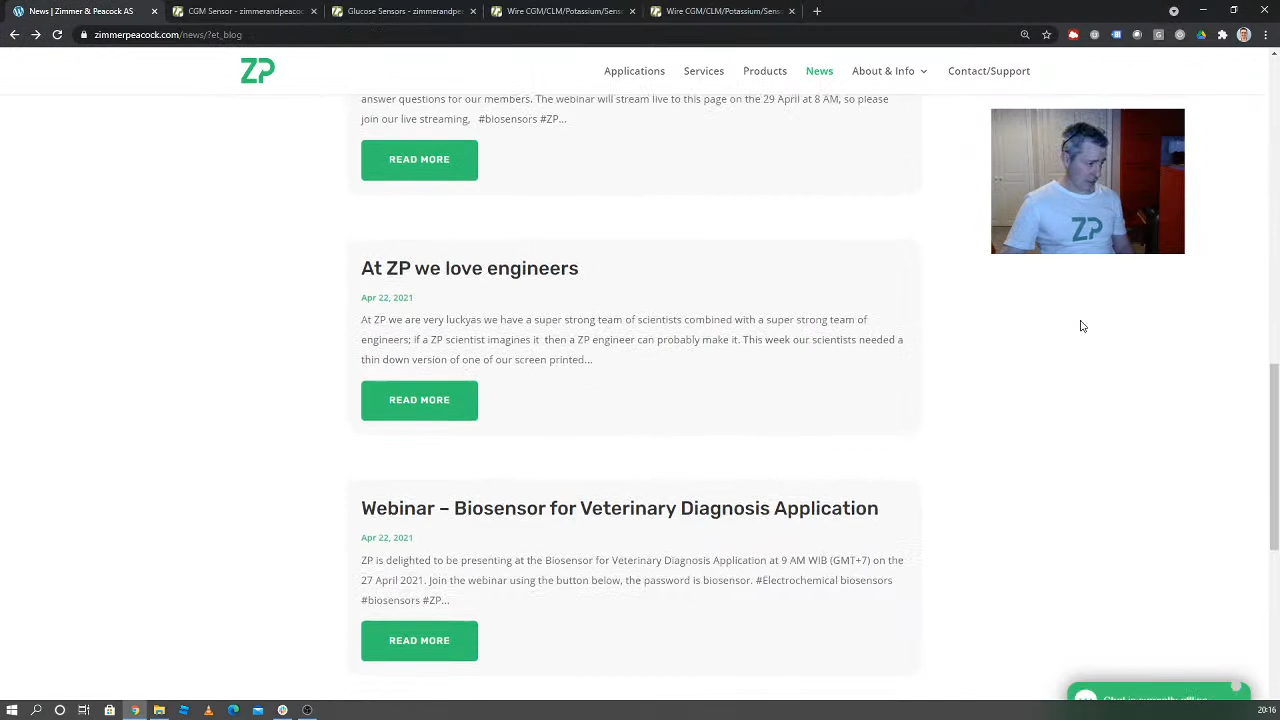 News | Zimmer & Peacock AS
CGM Sensor - zimmerandpeacock
Glucose Sensors - zimmerandpe
Wire CGM/CLM/Potassium/Senso
Wire CGM/CLM/Potassium/Senso
zimmerpeacock.com/news/?et_blog
ZP
Applications Services Products News About & Info Contact/Support
answer questions for our members. The webinar will stream live to this page on the 29 April at 8 AM, so please
join our live streaming, #biosensors #ZP...
READ MORE
ZP
At ZP we love engineers
Apr 22, 2021
At ZP we are very luckyas we have a super strong team of scientists combined with a super strong team of
engineers; if a ZP scientist imagines it then a ZP engineer can probably make it. This week our scientists needed a
thin down version of one of our screen printed...
READ MORE
Webinar – Biosensor for Veterinary Diagnosis Application
Apr 22, 2021
ZP is delighted to be presenting at the Biosensor for Veterinary Diagnosis Application at 9 AM WIB (GMT+7) on the
27 April 2021. Join the webinar using the button below, the password is biosensor. #Electrochemical biosensors
#biosensors #ZP...
READ MORE
Chat is currently offline
20:16